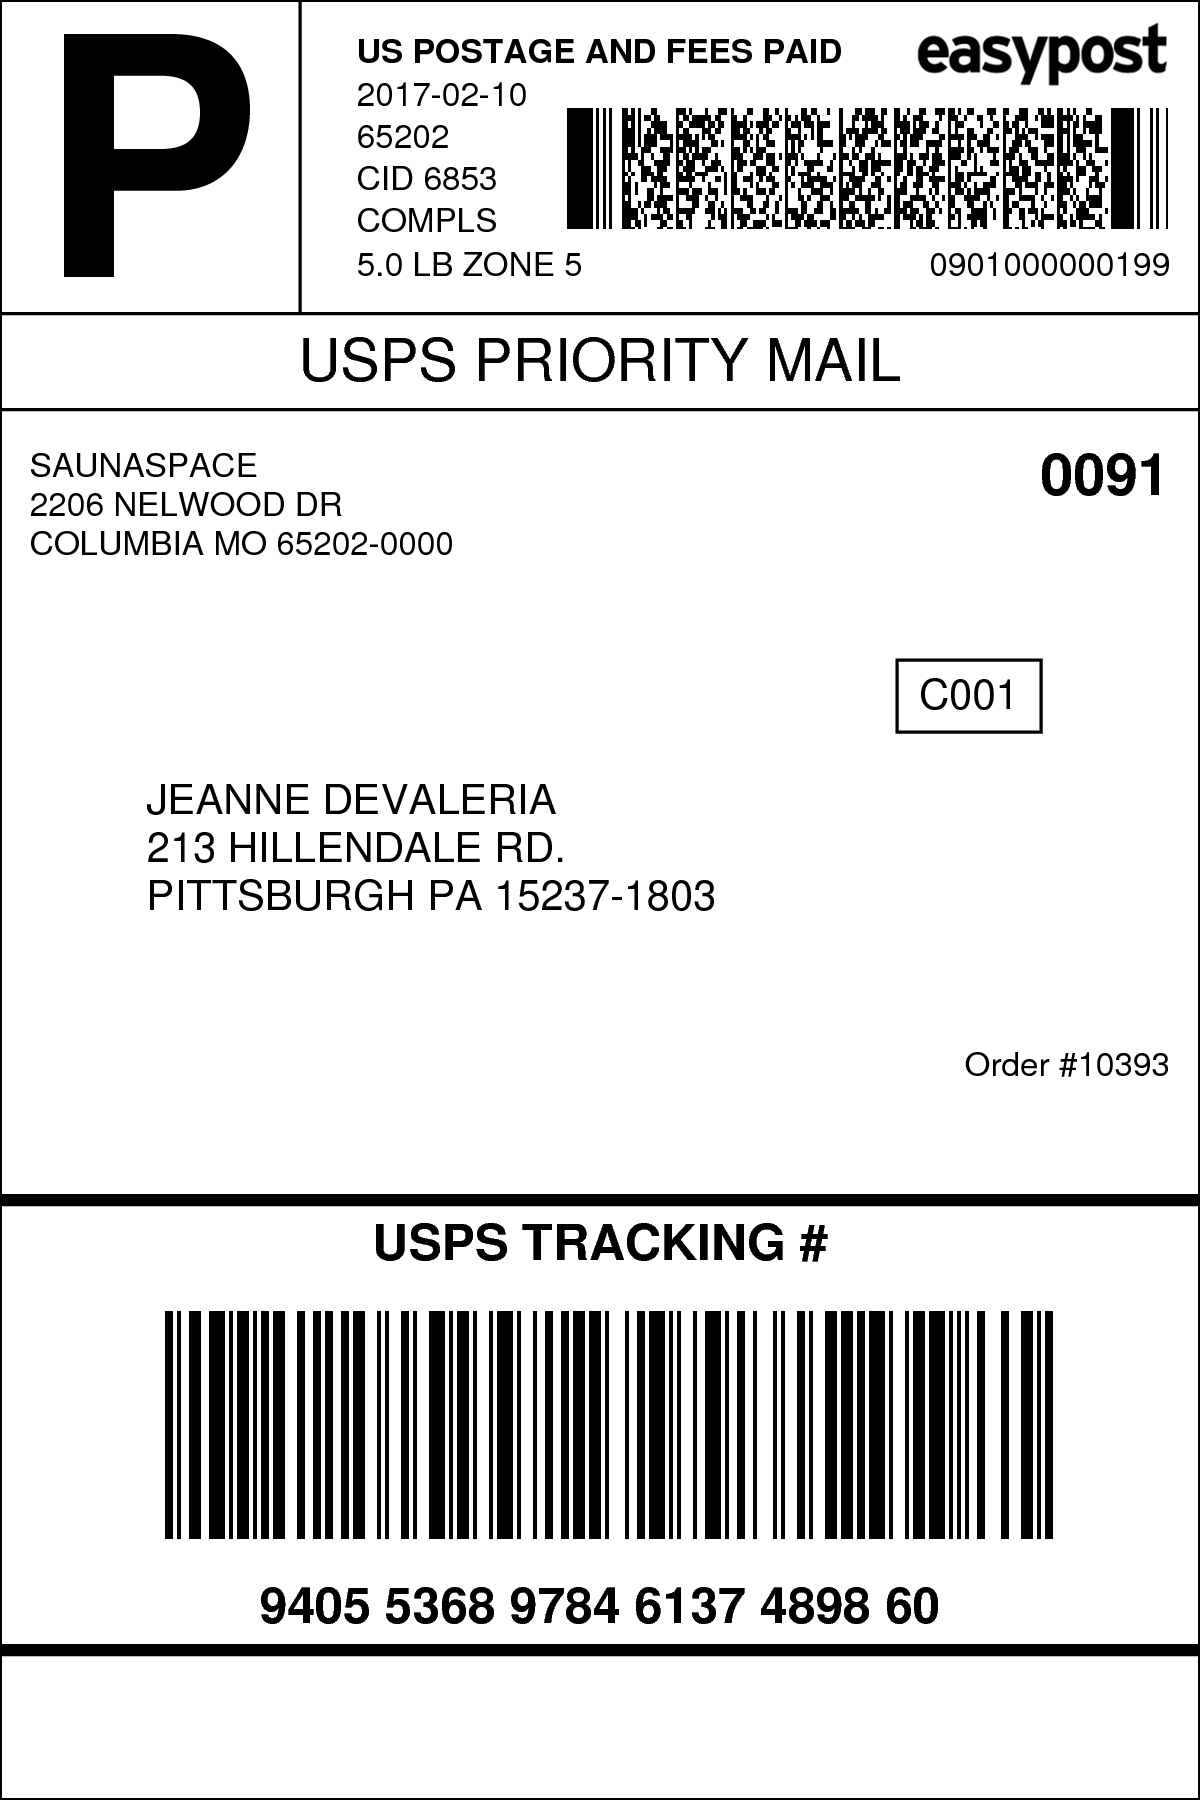 P
US POSTAGE AND FEES PAID
easypost
2017-02-10
65202
CID 6853
COMPLS
5.0 LB ZONE 5
0901000000199
USPS PRIORITY MAIL
SAUNASPACE
2206 NELWOOD DR
COLUMBIA MO 65202-0000
0091
C001
JEANNE DEVALERIA
213 HILLENDALE RD.
PITTSBURGH PA 15237-1803
Order #10393
USPS TRACKING #
9405 5368 9784 6137 4898 60